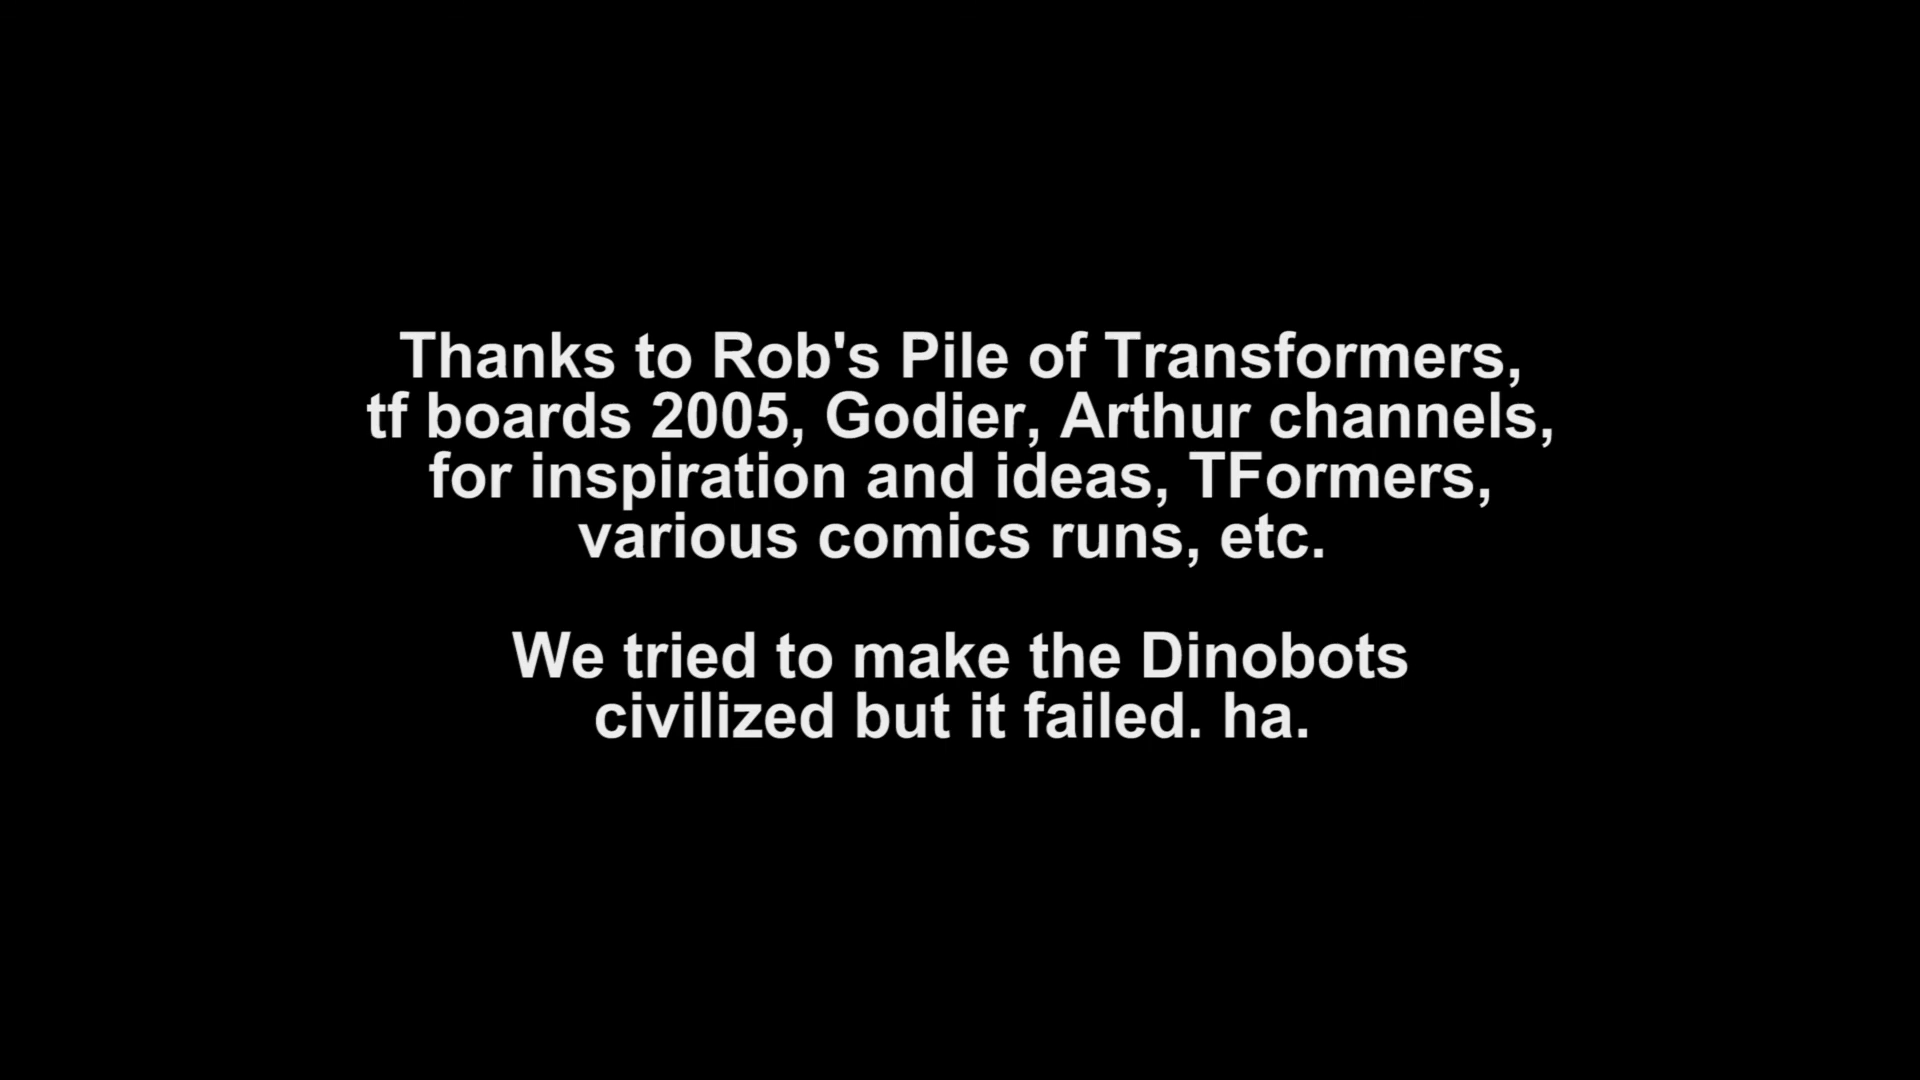 Thanks to Rob's Pile of Transformers,
tf boards 2005, Godier, Arthur channels,
for inspiration and ideas, TFormers,
various comics runs, etc.
We tried to make the Dinobots
civilized but it failed. ha.